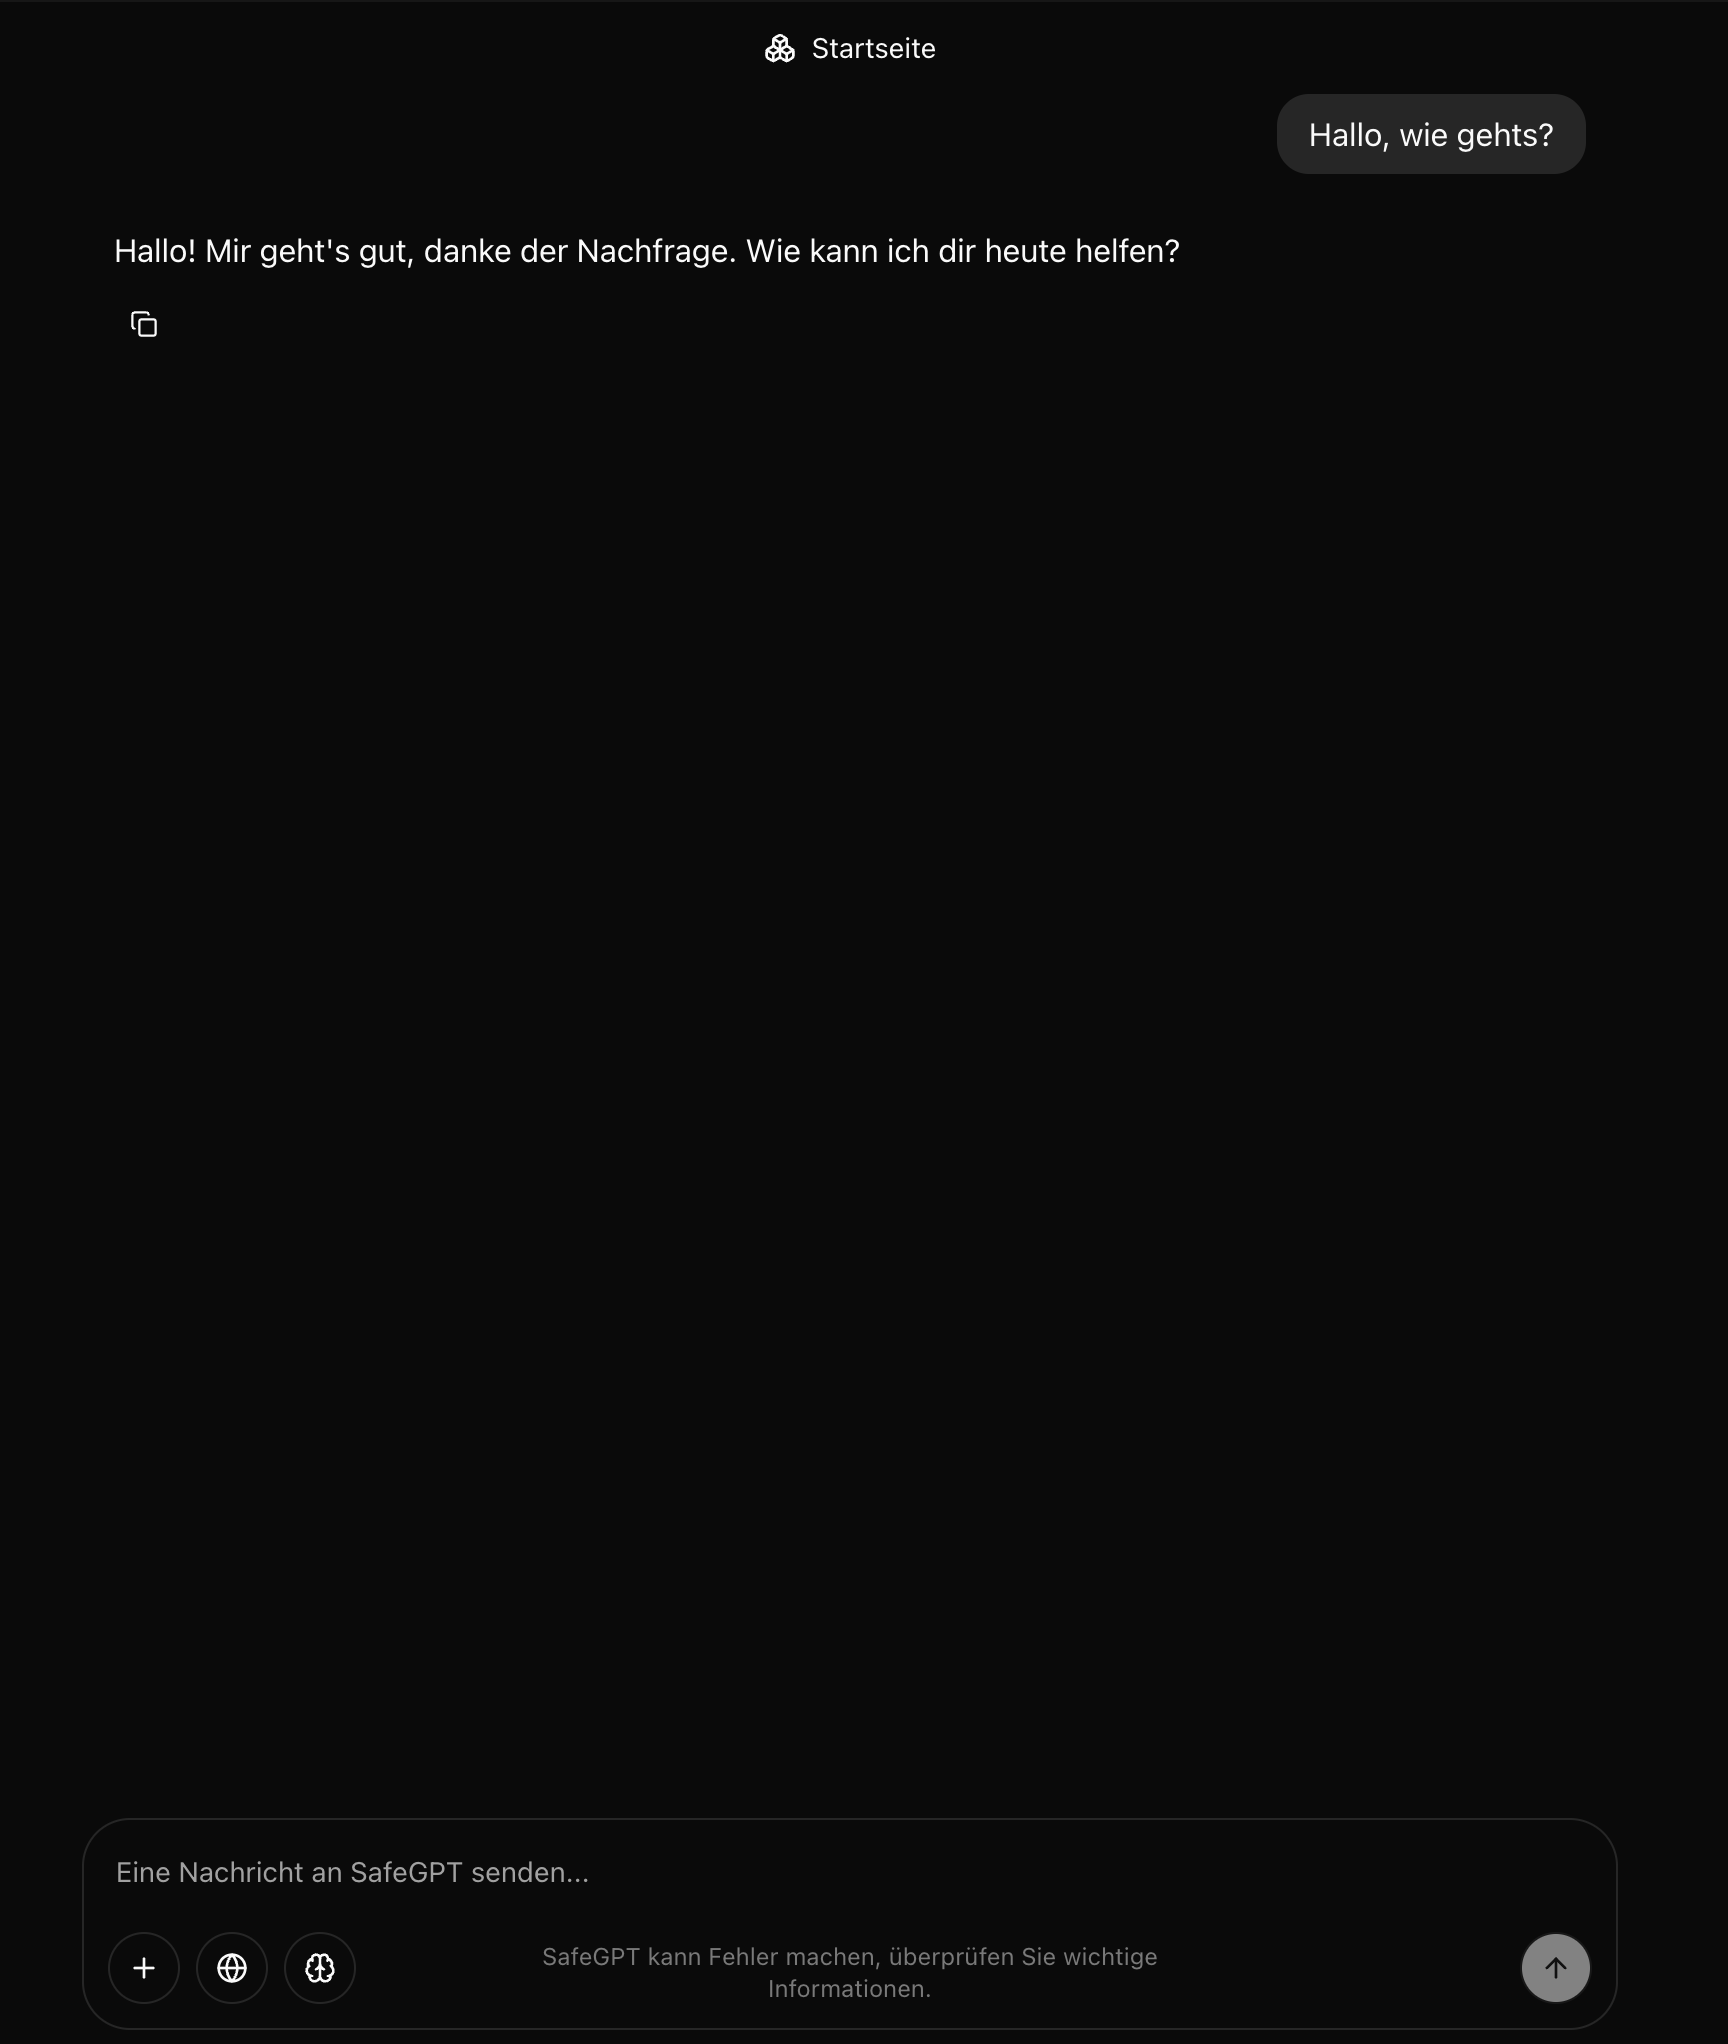 Startseite
Hallo, wie gehts?
Hallo! Mir geht's gut, danke der Nachfrage. Wie kann ich dir heute helfen?
Eine Nachricht an SafeGPT senden...
SafeGPT kann Fehler machen, überprüfen Sie wichtige
Informationen.